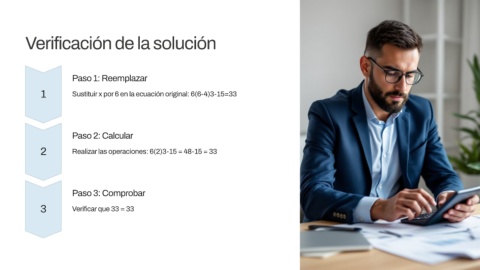 Verificación de la solución
1
Paso 1: Reemplazar
Sustituir x por 6 en la ecuación original: 6(6-4)3-15=33
2
Paso 2: Calcular
Realizar las operaciones: 6(2)3-15 = 48-15 = 33
3
Paso 3: Comprobar
Verificar que 33 = 33